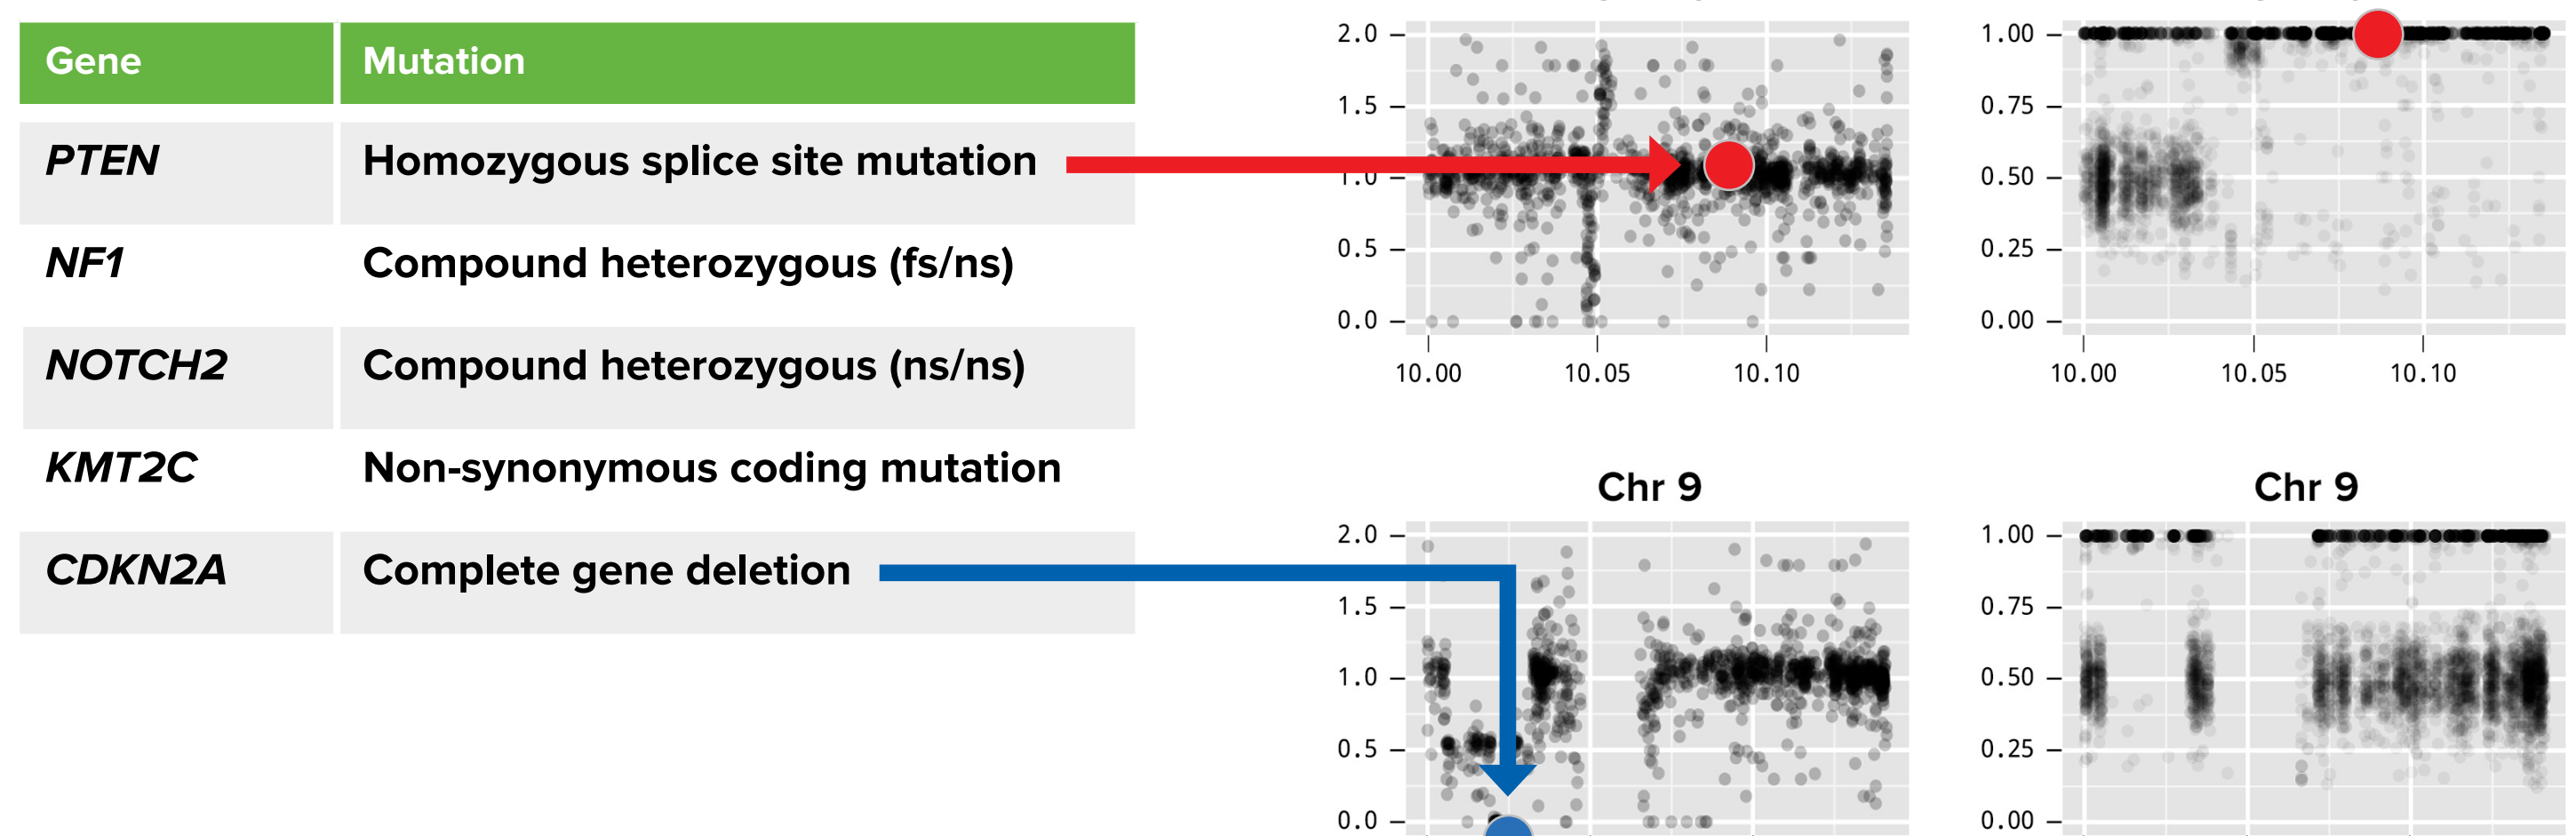 Gene Mutation
PTEN Homozygous splice site mutation
NF1 Compound heterozygous (fs/ns)
NOTCH2 Compound heterozygous (ns/ns)
KMT2C Non-synonymous coding mutation
CDKN2A Complete gene deletion
2.0
1.5
1.0
0.5
0.0
10.00 10.05 10.10
1.00
0.75
0.50
0.25
0.00
10.00 10.05 10.10
Chr 9
2.0
1.5
1.0
0.5
0.0
Chr 9
1.00
0.75
0.50
0.25
0.00